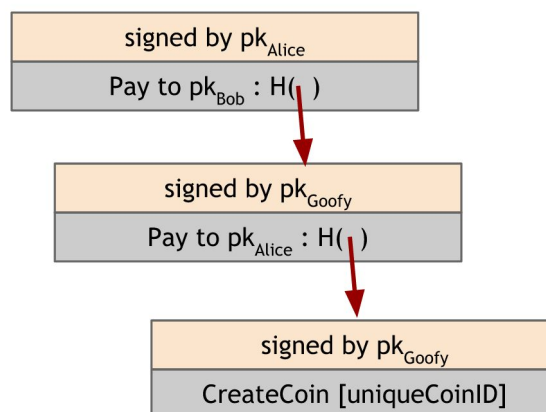 signed by pkAlice
Pay to pkBob : H( )
signed by pkGoofy
Pay to pkAlice : H( )
signed by pkGoofy
CreateCoin [uniqueCoinID]